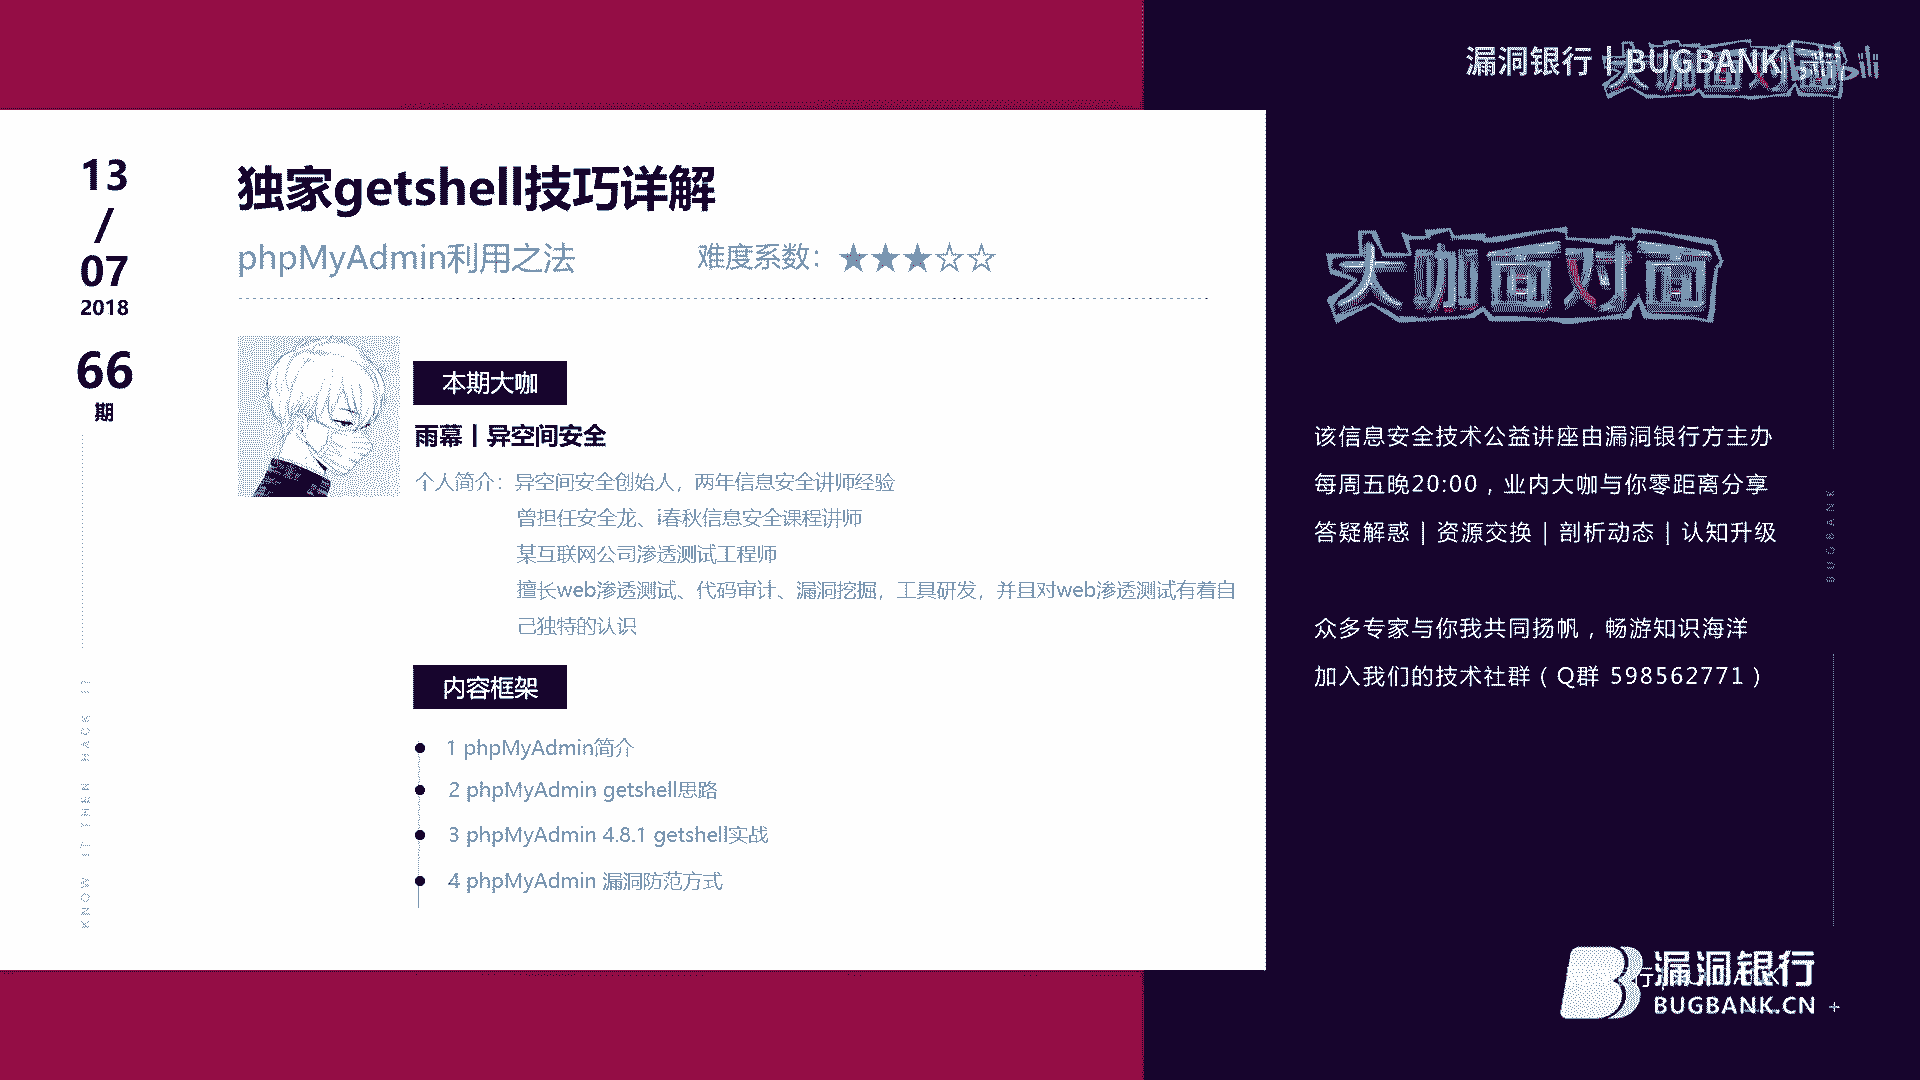 漏洞银行 | BUGBANK
大咖面对面
bilibili
13
/
07
2018
66
期
独家getshell技巧详解
phpMyAdmin利用之法
难度系数：★★★☆☆
本期大咖
雨幕 | 异空间安全
个人简介：异空间安全创始人，两年信息安全讲师经验
曾担任安全龙、i春秋信息安全课程讲师
某互联网公司渗透测试工程师
擅长web渗透测试、代码审计、漏洞挖掘，工具研发，并且对web渗透测试有着自
己独特的认识
内容框架
1 phpMyAdmin简介
2 phpMyAdmin getshell思路
3 phpMyAdmin 4.8.1 getshell实战
4 phpMyAdmin 漏洞防范方式
KNOW IT THEN HACK IT
大咖面对面
该信息安全技术公益讲座由漏洞银行方主办
每周五晚20:00，业内大咖与你零距离分享
答疑解惑 | 资源交换 | 剖析动态 | 认知升级
众多专家与你我共同扬帆，畅游知识海洋
加入我们的技术社群（Q群 598562771）
BUGBANK
漏洞银行
BUGBANK.CN